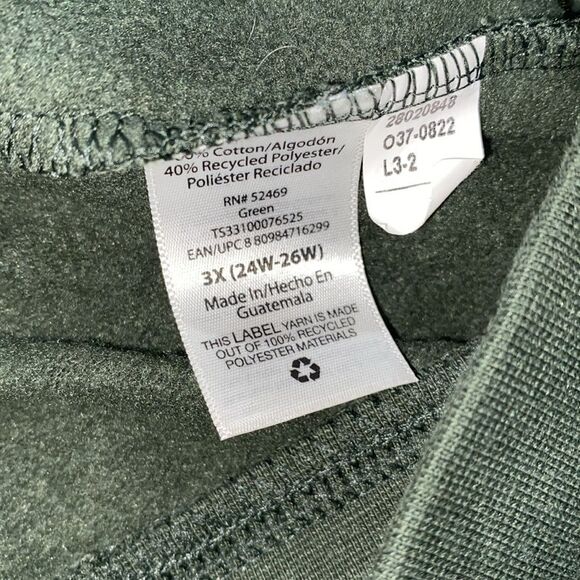 % Cotton/Algodón
40% Recycled Polyester/
Poliéster Reciclado
RN# 52469
Green
TS33100076525
EAN/UPC 8 80984716299
3X (24W-26W)
Made In/Hecho En
Guatemala
THIS LABEL YARN IS MADE
OUT OF 100% RECYCLED
POLYESTER MATERIALS
28020848
O37-0822
L3-2